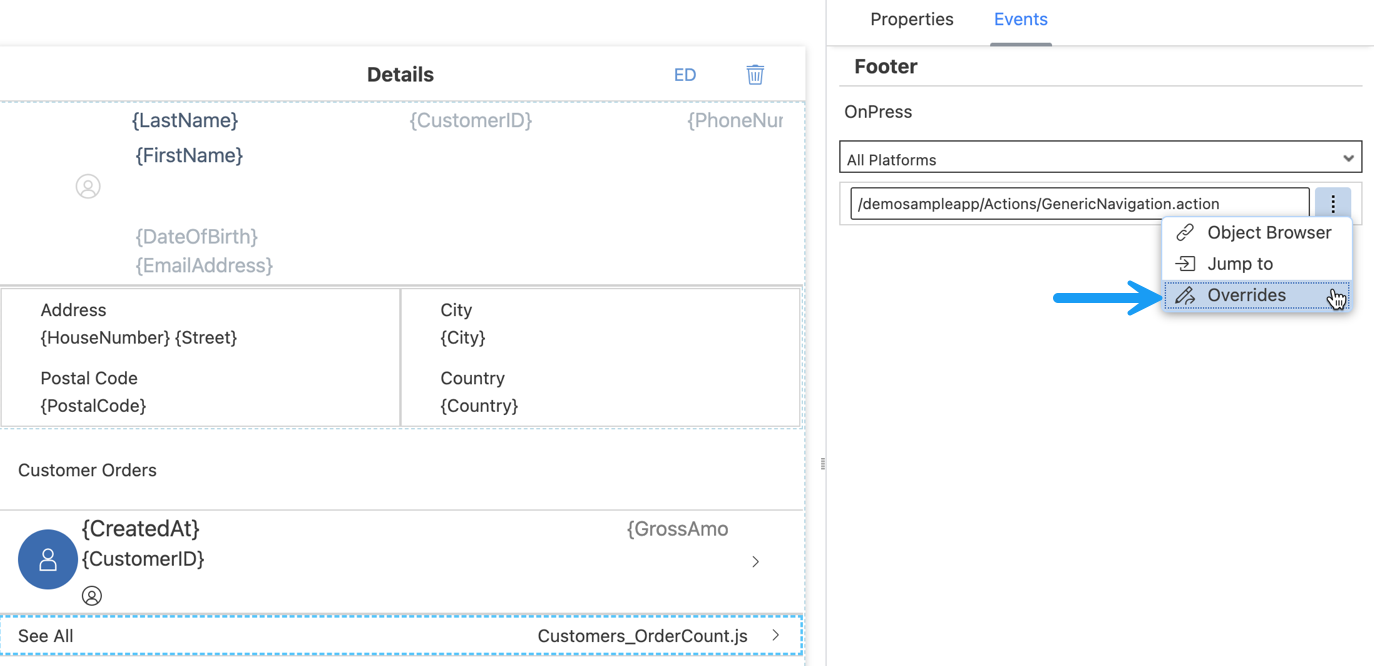 Properties Events
Details ED
Footer
OnPress
All Platforms
/demosampleapp/Actions/GenericNavigation.action
Object Browser
Jump to
Overrides
{LastName} {CustomerID} {PhoneNur
{FirstName}
{DateOfBirth}
{EmailAddress}
Address
{HouseNumber} {Street}
Postal Code
{PostalCode}
City
{City}
Country
{Country}
Customer Orders
{CreatedAt} {GrossAmo
{CustomerID}
See All Customers_OrderCount.js